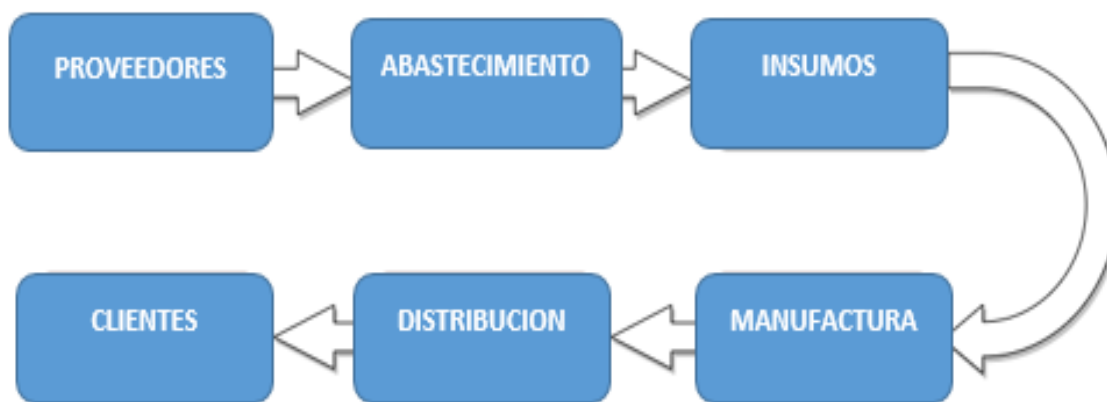 PROVEEDORES
ABASTECIMIENTO
INSUMOS
MANUFACTURA
DISTRIBUCION
CLIENTES